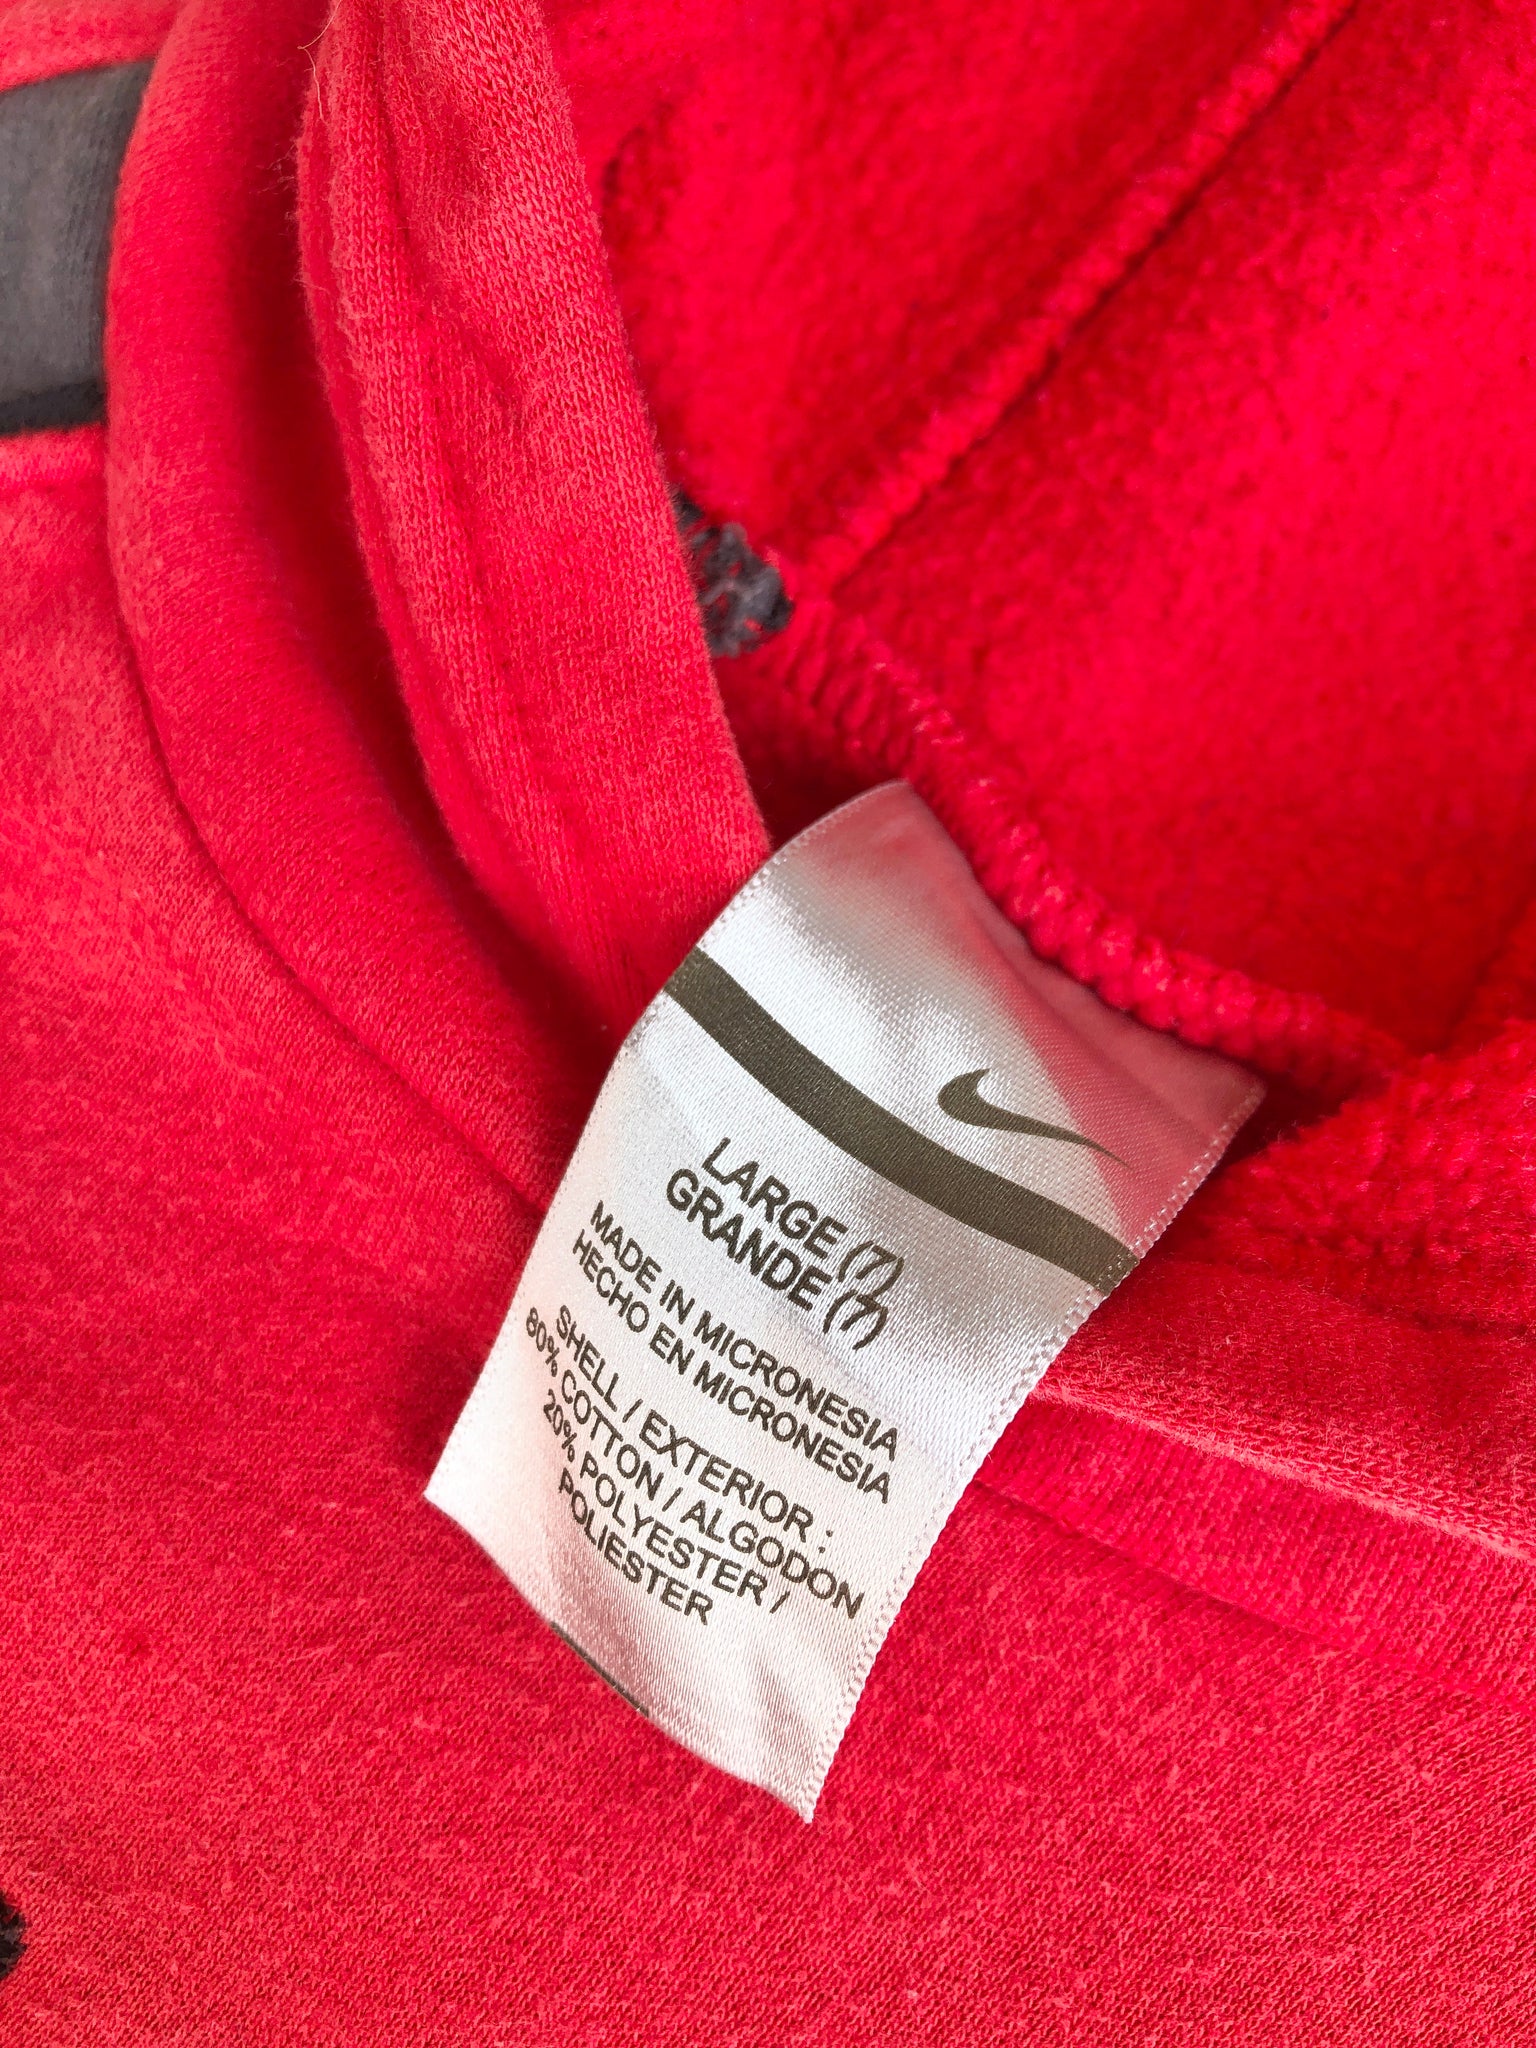 LARGE (7)
GRANDE (7)
MADE IN MICRONESIA
HECHO EN MICRONESIA
SHELL / EXTERIOR :
80% COTTON / ALGODON
20% POLYESTER /
POLIESTER